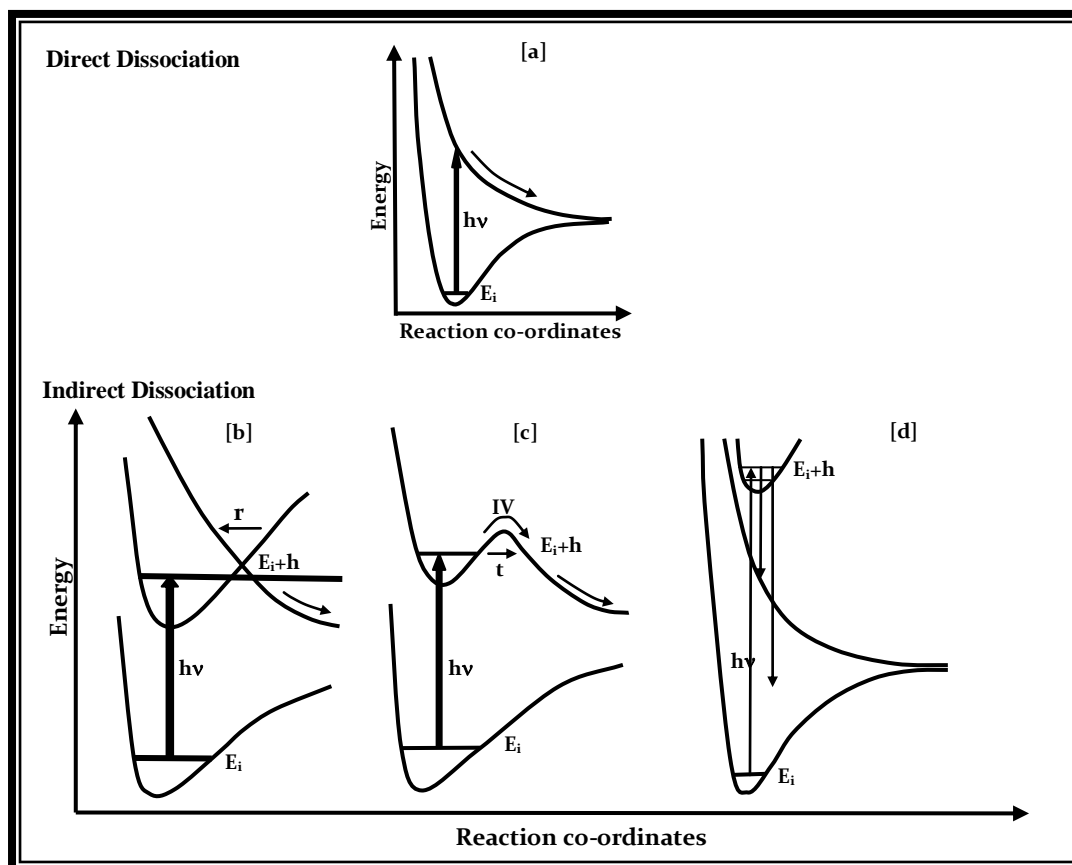 Direct Dissociation
[a]
Energy
hν
Eᵢ
Reaction co-ordinates
Indirect Dissociation
[b]
[c]
[d]
Energy
r
Eᵢ+h
hν
Eᵢ
IV
Eᵢ+h
t
hν
Eᵢ
Eᵢ+h
hν
Eᵢ
Reaction co-ordinates